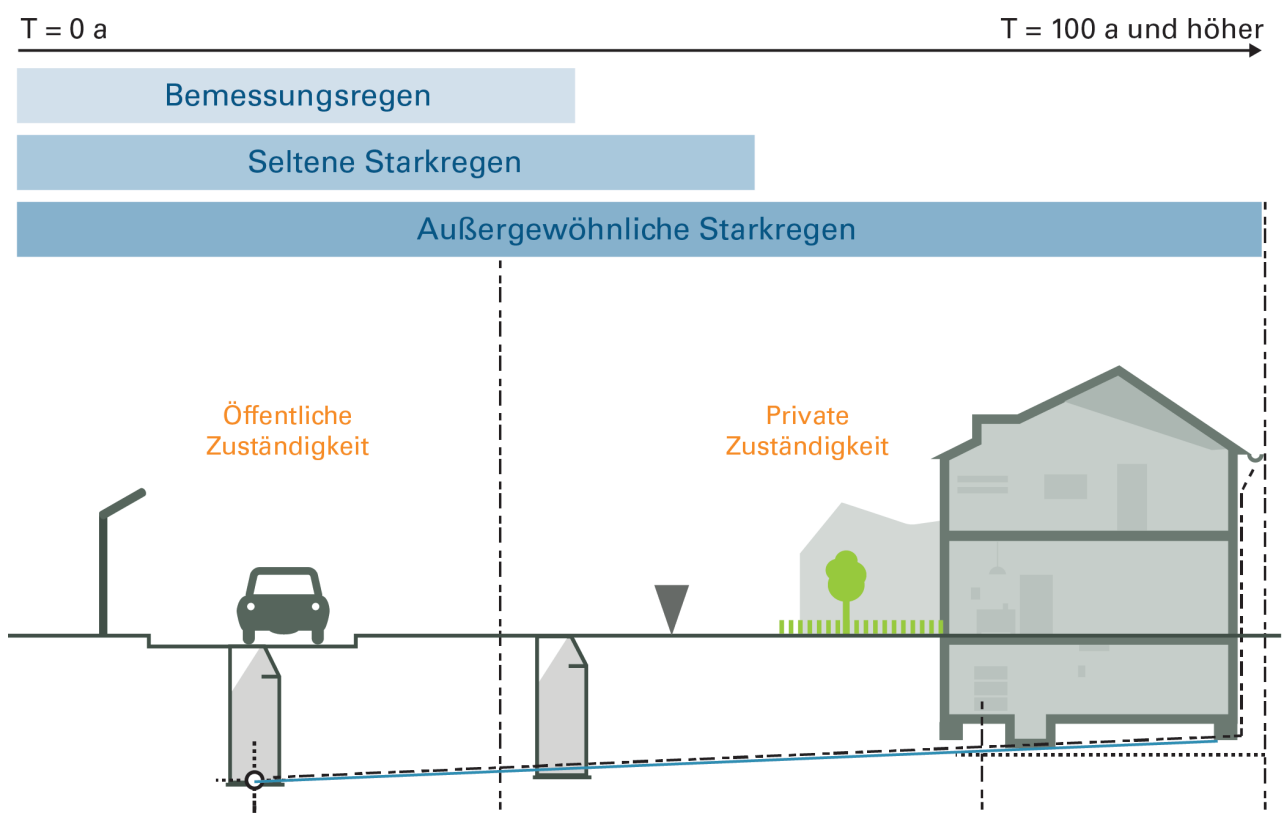 T = 0 a
T = 100 a und höher
Bemessungsregen
Seltene Starkregen
Außergewöhnliche Starkregen
Öffentliche
Zuständigkeit
Private
Zuständigkeit